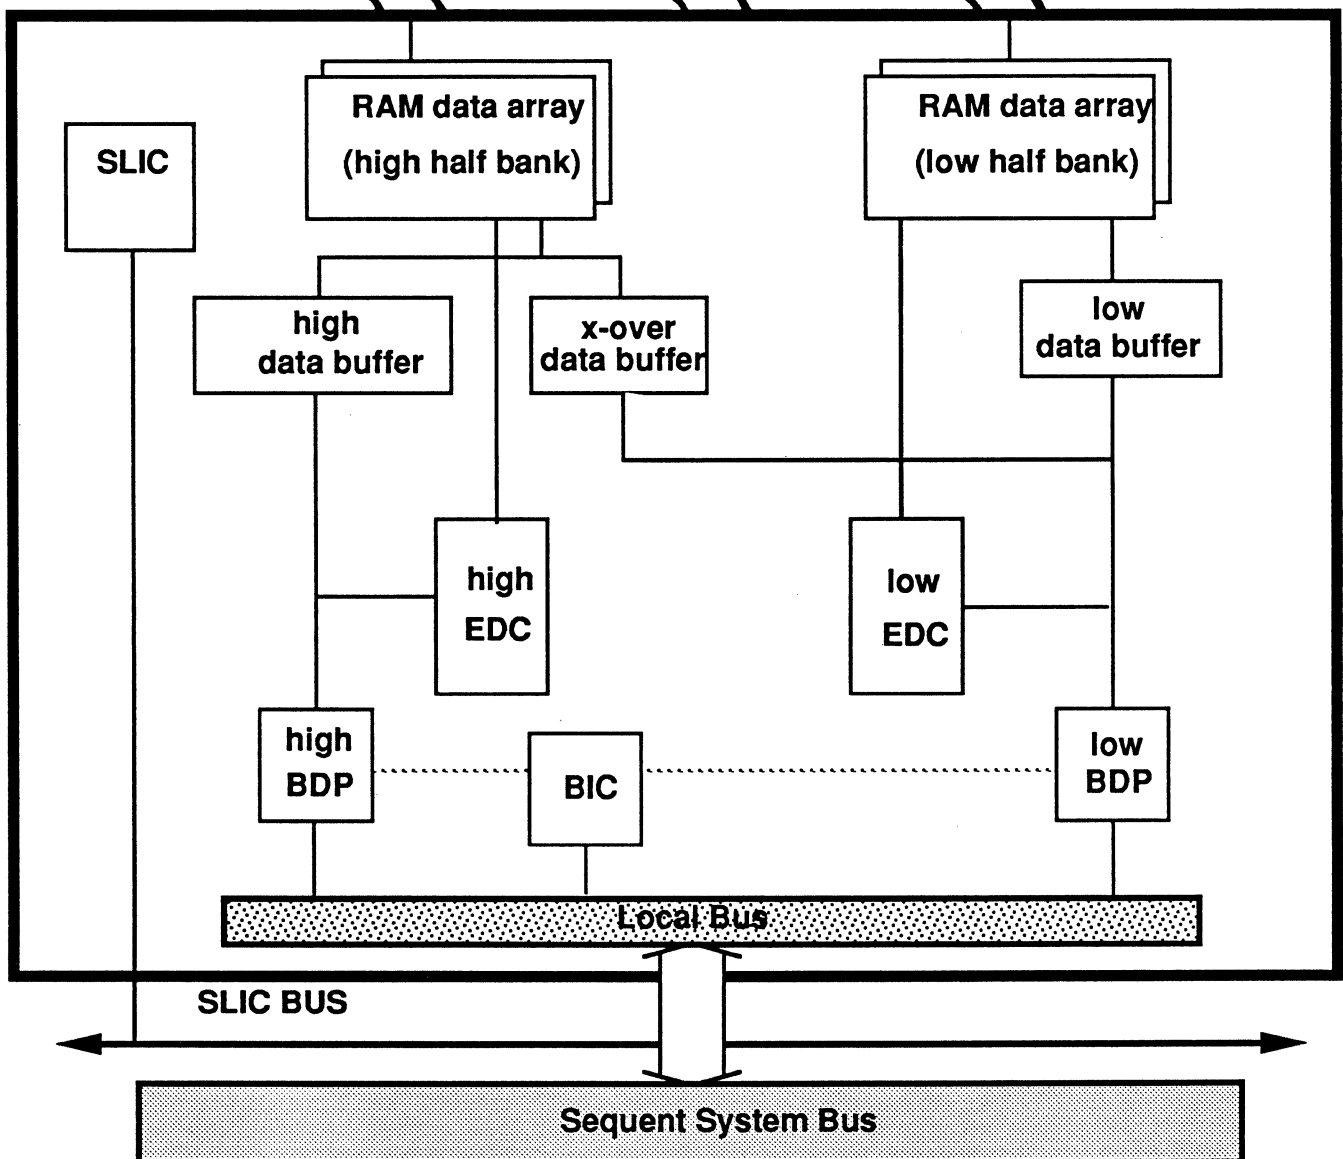 RAM data array
(high half bank)
RAM data array
(low half bank)
SLIC
high
data buffer
x-over
data buffer
low
data buffer
high
EDC
low
EDC
high
BDP
BIC
low
BDP
Local Bus
SLIC BUS
Sequent System Bus